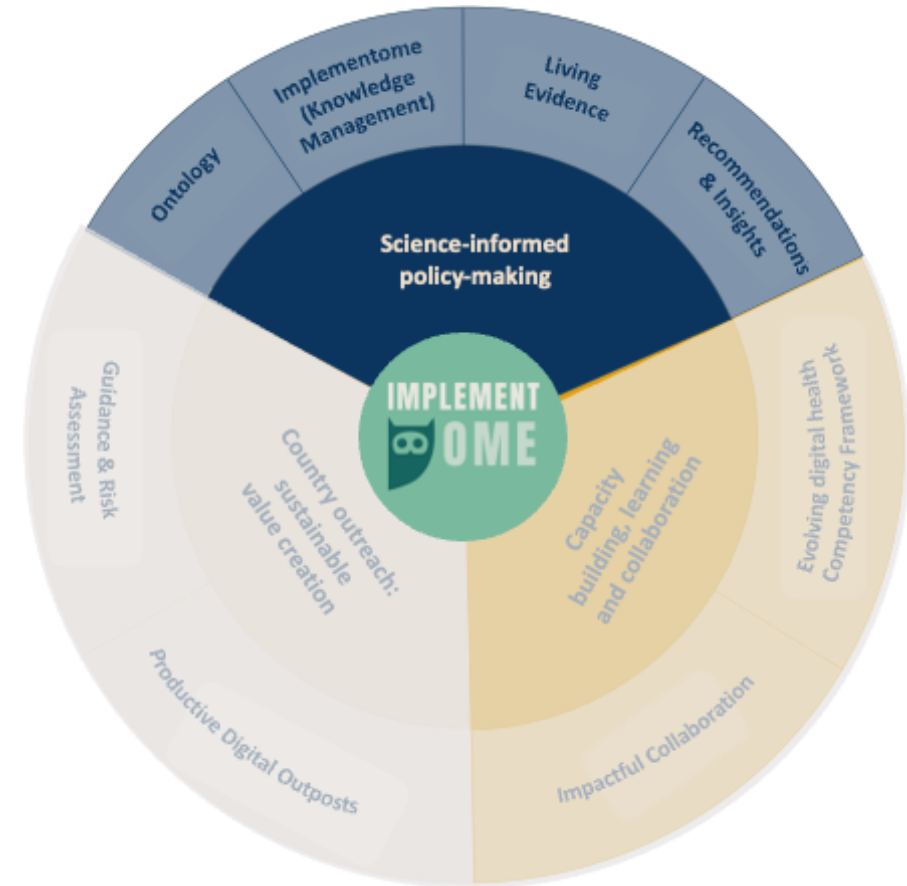 Ontology
Implementome
(Knowledge
Management)
Living
Evidence
Recommendations
& Insights
Science-informed
policy-making
IMPLEMENT
OME
Guidance & Risk
Assessment
Country outreach:
sustainable
value creation
Capacity
building, learning
and collaboration
Evolving digital health
Competency Framework
Productive Digital Outposts
Impactful Collaboration